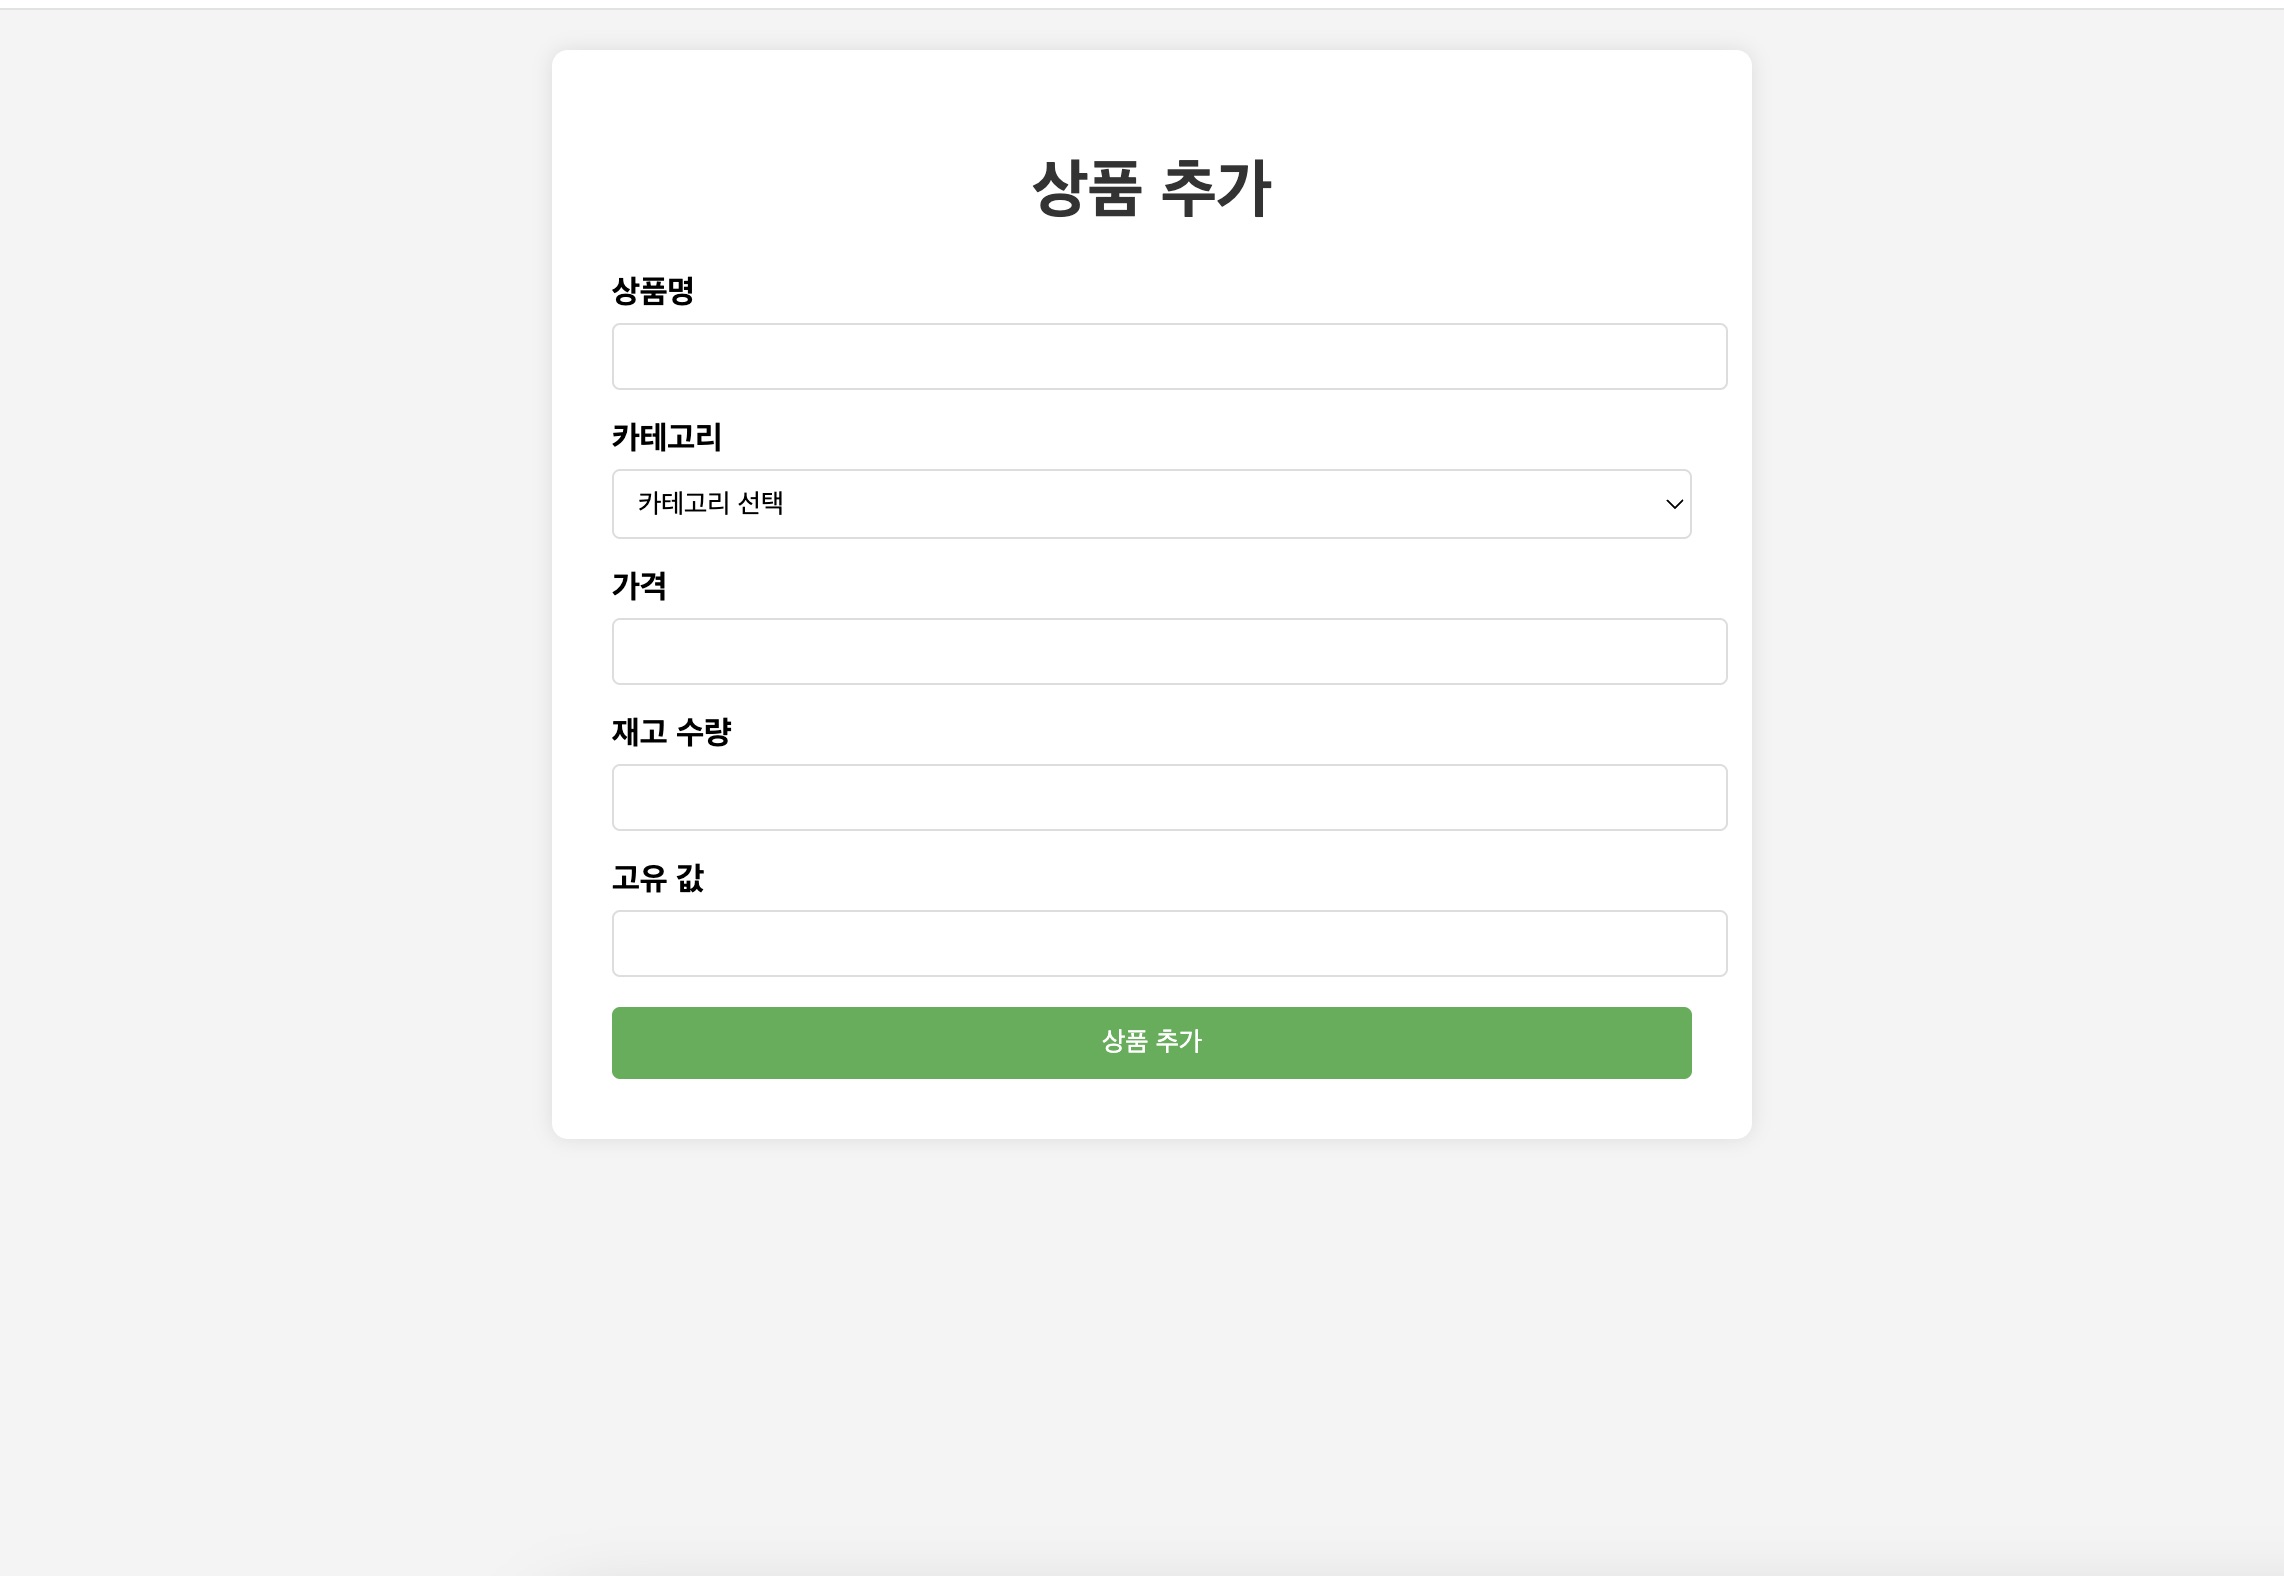 상품 추가
상품명
카테고리
카테고리 선택
가격
재고 수량
고유 값
상품 추가